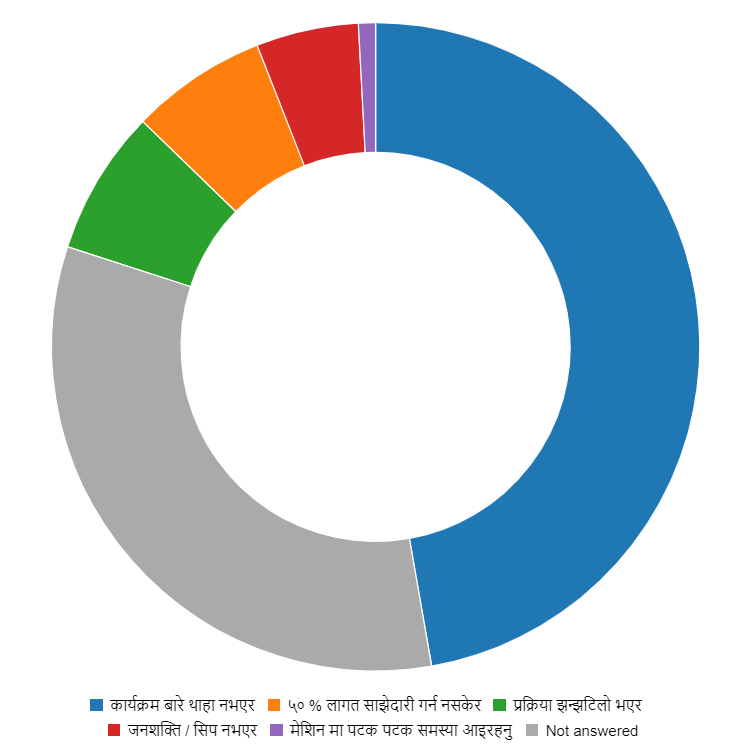 कार्यक्रम बारे थाहा नभएर ५० % लागत साझेदारी गर्न नसकेर प्रक्रिया झन्झटिलो भएर
जनशक्ति / सिप नभएर मेशिन मा पटक पटक समस्या आइरहनु Not answered